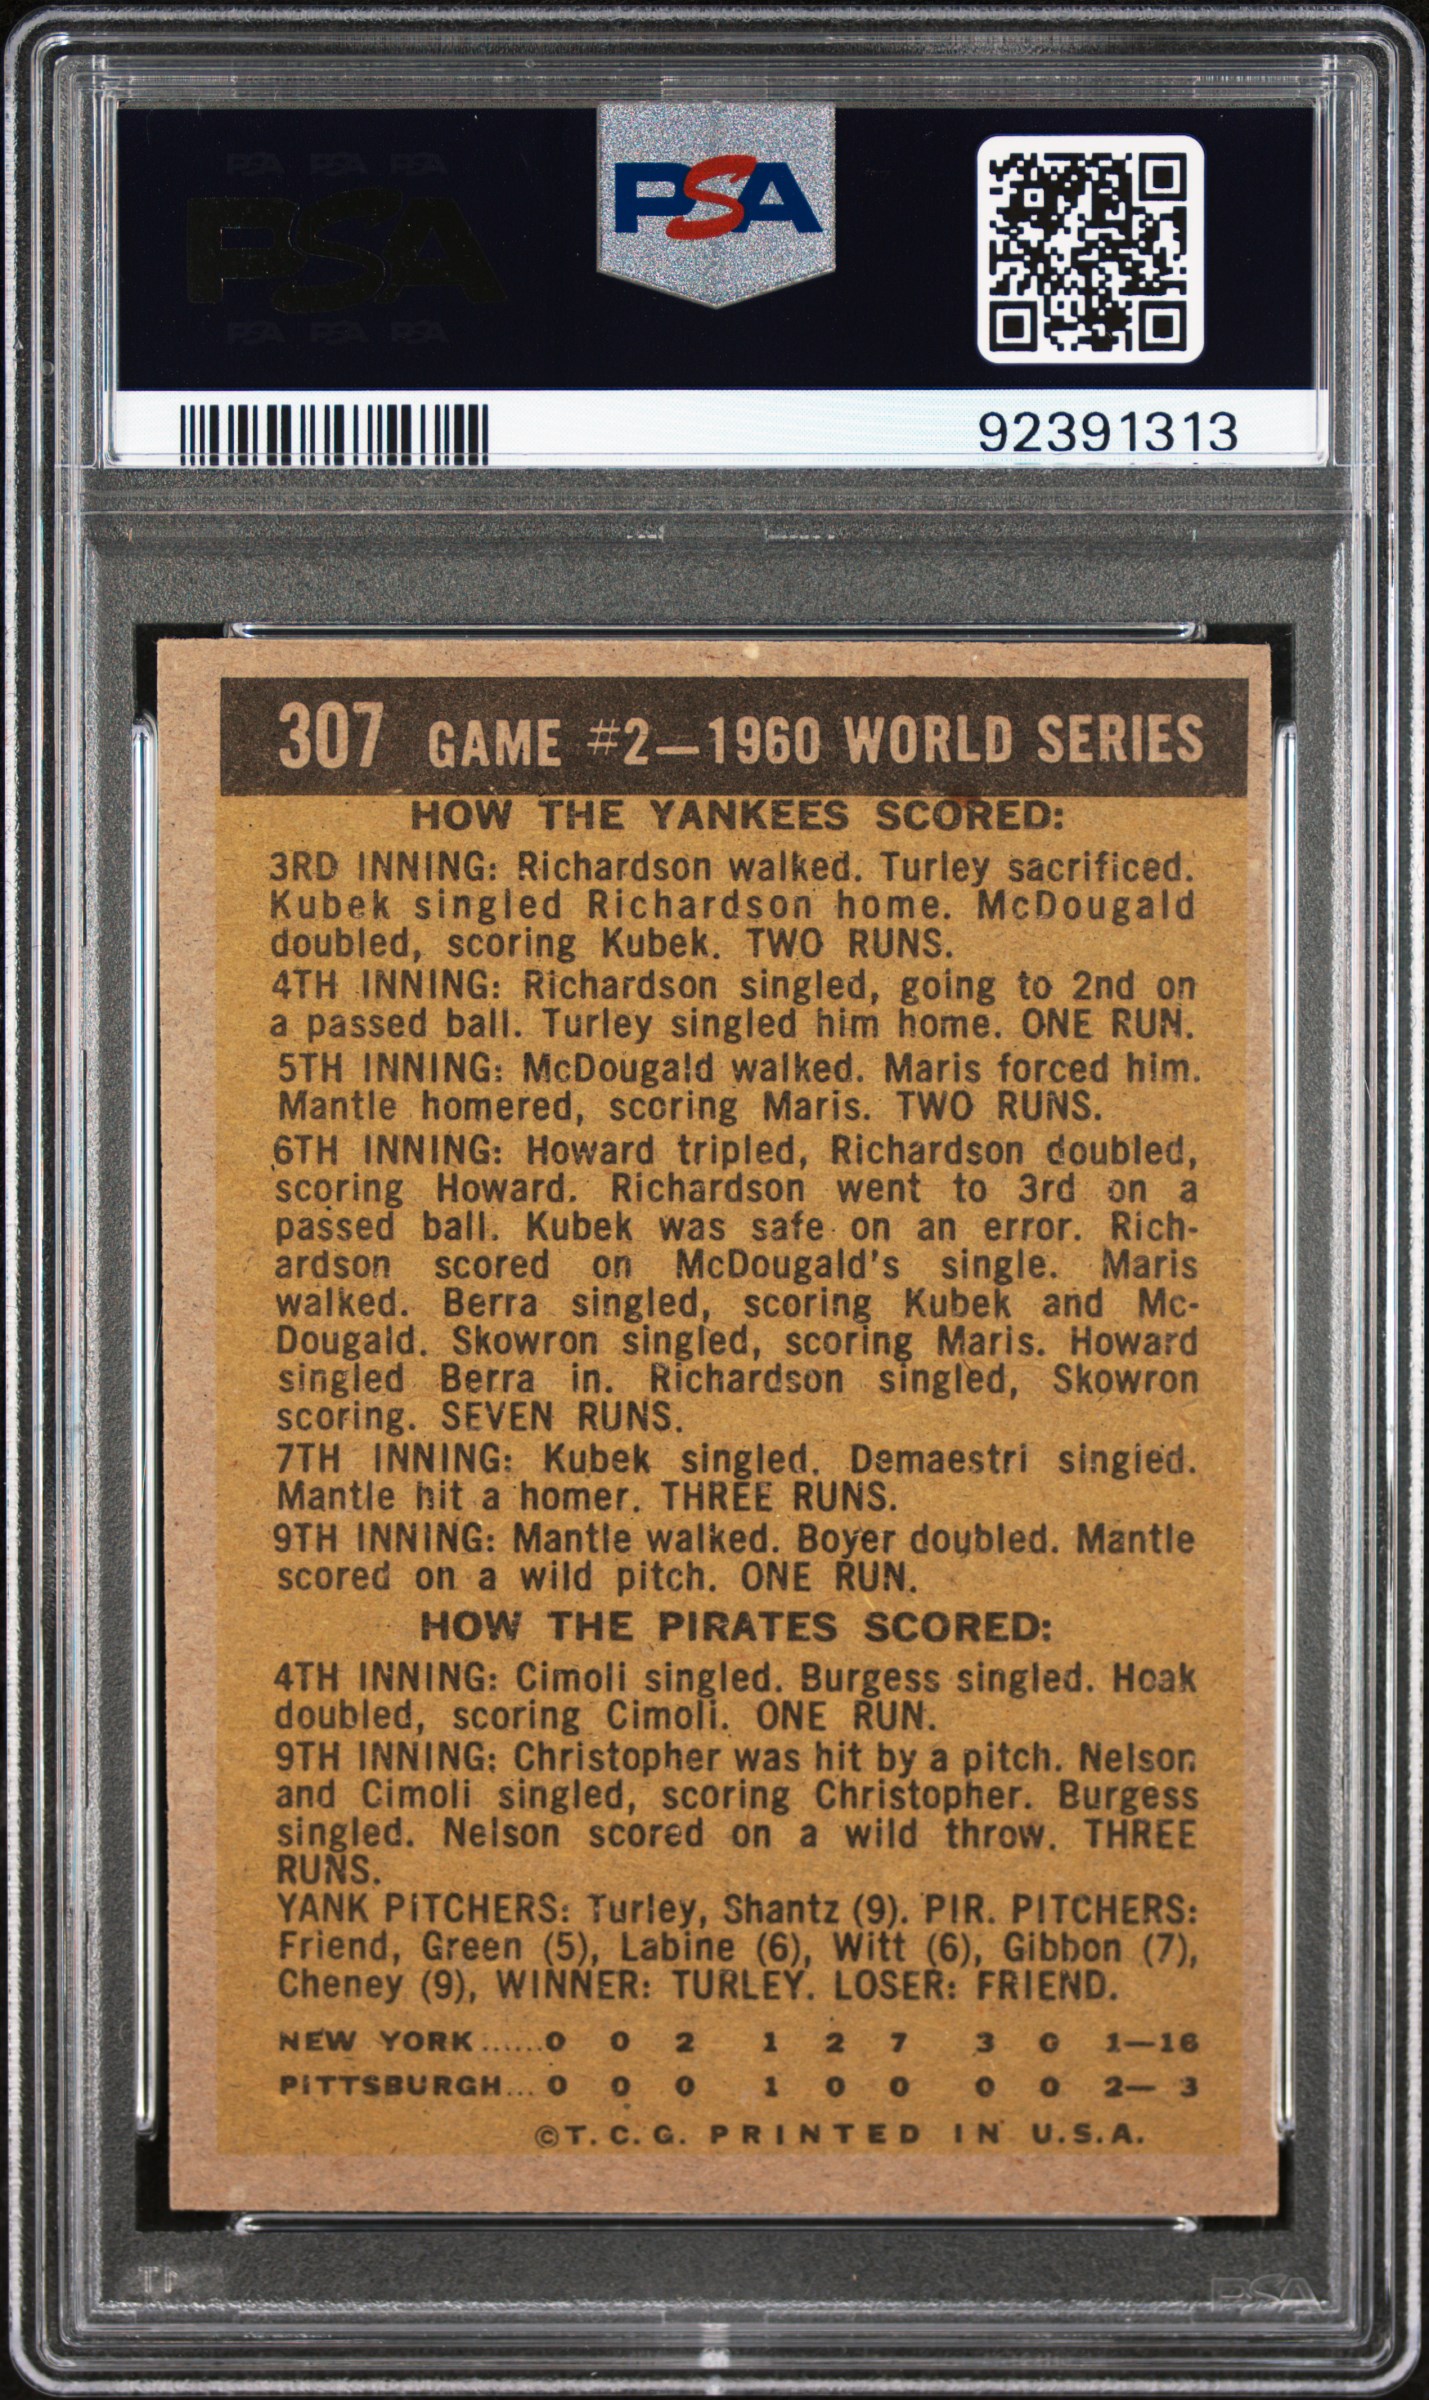 PSA PSA PSA
PSA
PSA PSA PSA
PSA
92391313
307 GAME #2—1960 WORLD SERIES
HOW THE YANKEES SCORED:
3RD INNING: Richardson walked. Turley sacrificed.
Kubek singled Richardson home. McDougald
doubled, scoring Kubek. TWO RUNS.
4TH INNING: Richardson singled, going to 2nd on
a passed ball. Turley singled him home. ONE RUN.
5TH INNING: McDougald walked. Maris forced him.
Mantle homered, scoring Maris. TWO RUNS.
6TH INNING: Howard tripled, Richardson doubled,
scoring Howard. Richardson went to 3rd on a
passed ball. Kubek was safe on an error. Rich-
ardson scored on McDougald's single. Maris
walked. Berra singled, scoring Kubek and Mc-
Dougald. Skowron singled, scoring Maris. Howard
singled Berra in. Richardson singled, Skowron
scoring. SEVEN RUNS.
7TH INNING: Kubek singled. Demaestri singled.
Mantle hit a homer. THREE RUNS.
9TH INNING: Mantle walked. Boyer doubled. Mantle
scored on a wild pitch. ONE RUN.
HOW THE PIRATES SCORED:
4TH INNING: Cimoli singled. Burgess singled. Hoak
doubled, scoring Cimoli. ONE RUN.
9TH INNING: Christopher was hit by a pitch. Nelson
and Cimoli singled, scoring Christopher. Burgess
singled. Nelson scored on a wild throw. THREE
RUNS.
YANK PITCHERS: Turley, Shantz (9). PIR. PITCHERS:
Friend, Green (5), Labine (6), Witt (6), Gibbon (7),
Cheney (9), WINNER: TURLEY. LOSER: FRIEND.
NEW YORK......0 0 2 1 2 7 3 0 1—16
PITTSBURGH...0 0 0 1 0 0 0 0 2— 3
©T.C.G. PRINTED IN U.S.A.
PSA